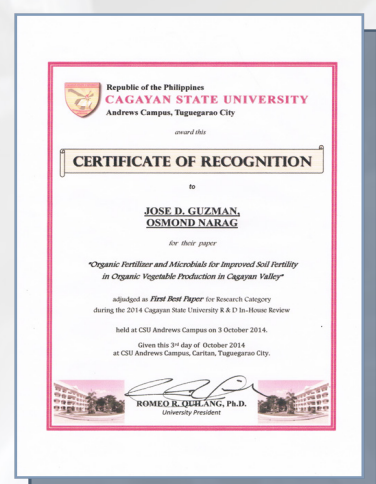 Republic of the Philippines
CAGAYAN STATE UNIVERSITY
Andrews Campus, Tuguegarao City
award this
CERTIFICATE OF RECOGNITION
to
JOSE D. GUZMAN,
OSMOND NARAG
for their paper
"Organic Fertilizer and Microbials for Improved Soil Fertility
in Organic Vegetable Production in Cagayan Valley"
adjudged as First Best Paper for Research Category
during the 2014 Cagayan State University R & D In-House Review
held at CSU Andrews Campus on 3 October 2014.
Given this 3rd day of October 2014
at CSU Andrews Campus, Caritan, Tuguegarao City.
ROMEO R. QUILANG, Ph.D.
University President